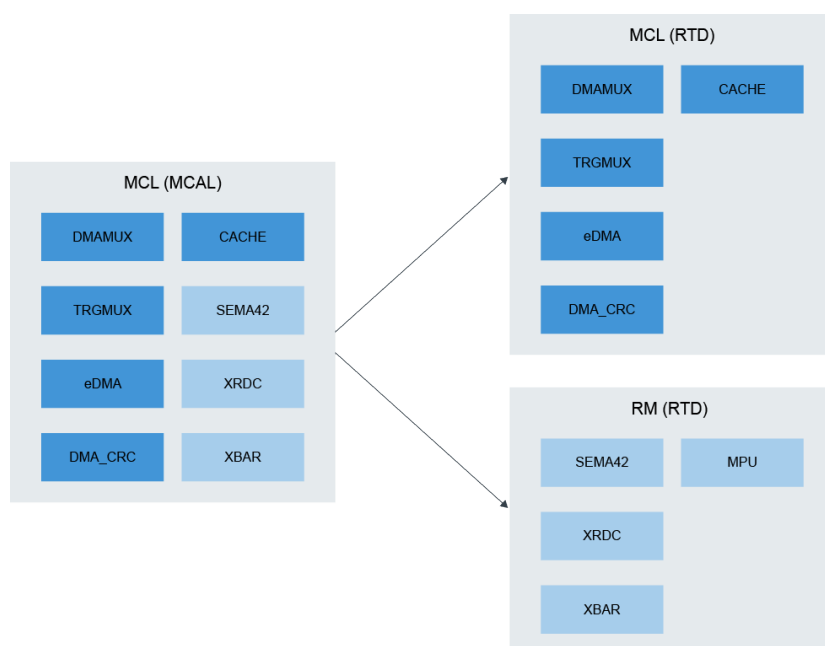 MCL (MCAL)
DMAMUX CACHE
TRGMUX SEMA42
eDMA XRDC
DMA_CRC XBAR
MCL (RTD)
DMAMUX CACHE
TRGMUX
eDMA
DMA_CRC
RM (RTD)
SEMA42 MPU
XRDC
XBAR